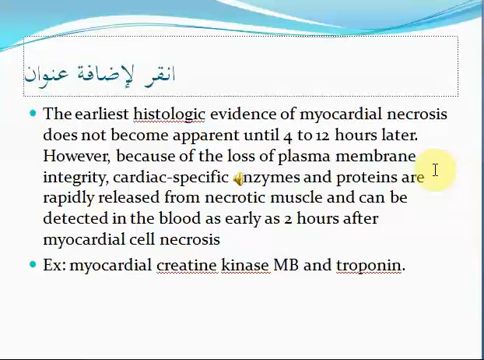 انقر لإضافة عنوان
• The earliest histologic evidence of myocardial necrosis
does not become apparent until 4 to 12 hours later.
However, because of the loss of plasma membrane
integrity, cardiac-specific enzymes and proteins are
rapidly released from necrotic muscle and can be
detected in the blood as early as 2 hours after
myocardial cell necrosis
• Ex: myocardial creatine kinase MB and troponin.